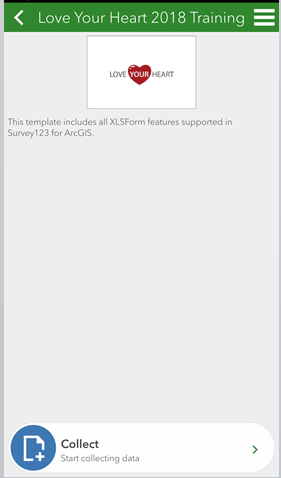 Love Your Heart 2018 Training
LOVE YOUR HEART
This template includes all XLSForm features supported in
Survey123 for ArcGIS.
Collect
Start collecting data